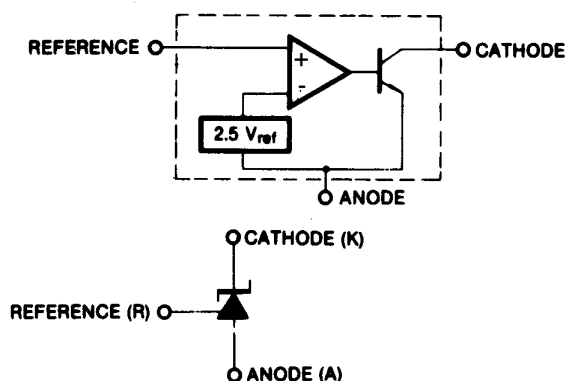 REFERENCE
CATHODE
+
-
2.5 Vref
ANODE
CATHODE (K)
REFERENCE (R)
ANODE (A)